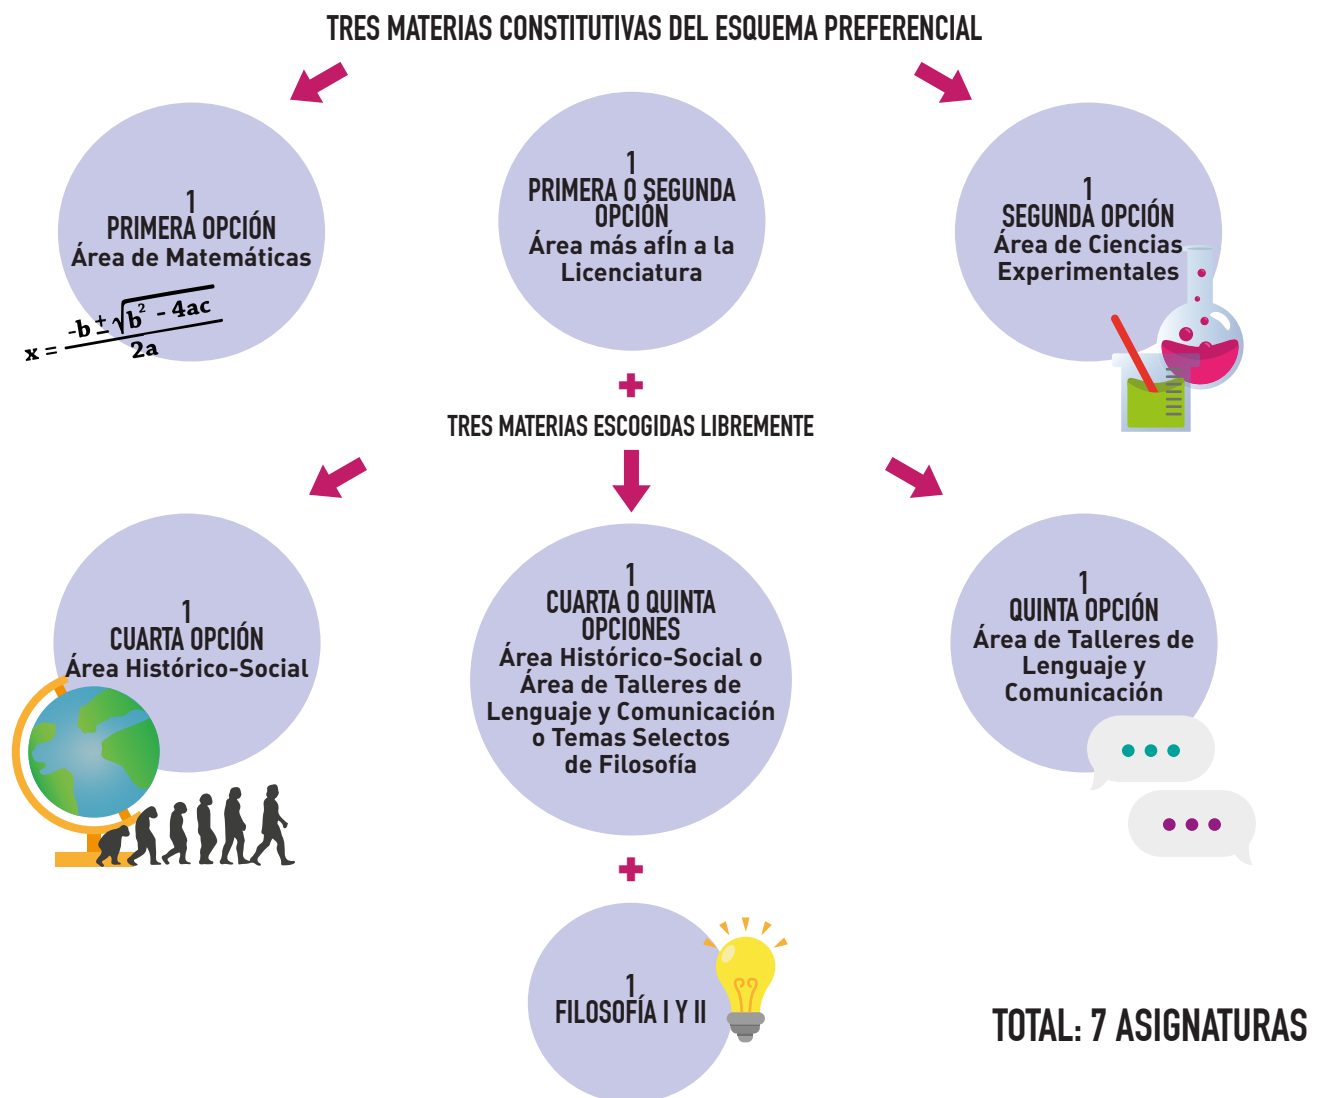 TRES MATERIAS CONSTITUTIVAS DEL ESQUEMA PREFERENCIAL
1
PRIMERA OPCIÓN
Área de Matemáticas
x = -b ± √b² - 4ac
2a
1
PRIMERA O SEGUNDA
OPCIÓN
Área más afÍn a la
Licenciatura
1
SEGUNDA OPCIÓN
Área de Ciencias
Experimentales
+
TRES MATERIAS ESCOGIDAS LIBREMENTE
1
CUARTA OPCIÓN
Área Histórico-Social
1
CUARTA O QUINTA
OPCIONES
Área Histórico-Social o
Área de Talleres de
Lenguaje y Comunicación
o Temas Selectos
de Filosofía
1
QUINTA OPCIÓN
Área de Talleres de
Lenguaje y
Comunicación
+
1
FILOSOFÍA I Y II
TOTAL: 7 ASIGNATURAS